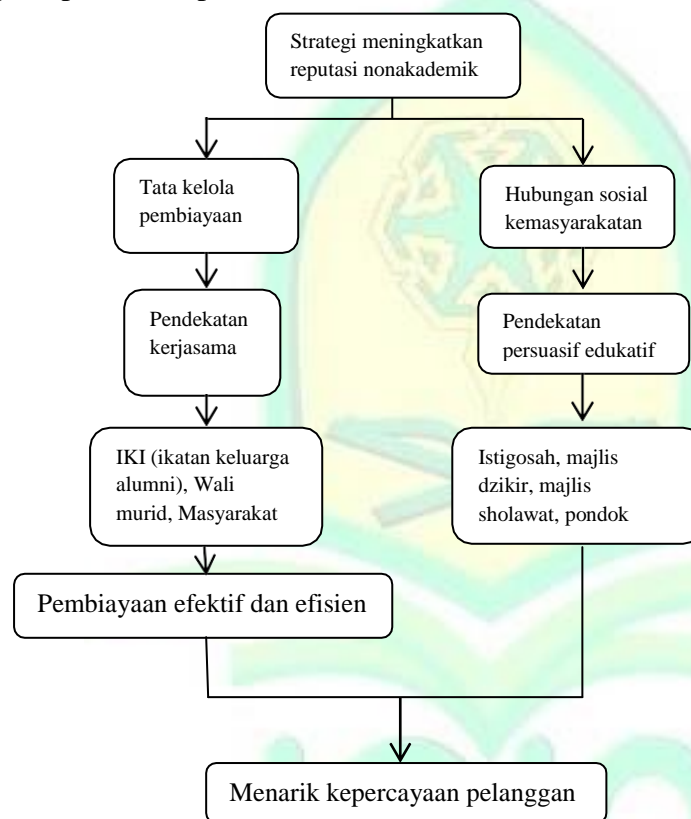 Strategi meningkatkan
reputasi nonakademik
Tata kelola
pembiayaan
Hubungan sosial
kemasyarakatan
Pendekatan
kerjasama
Pendekatan
persuasif edukatif
IKI (ikatan keluarga
alumni), Wali
murid, Masyarakat
Istigosah, majlis
dzikir, majlis
sholawat, pondok
Pembiayaan efektif dan efisien
Menarik kepercayaan pelanggan